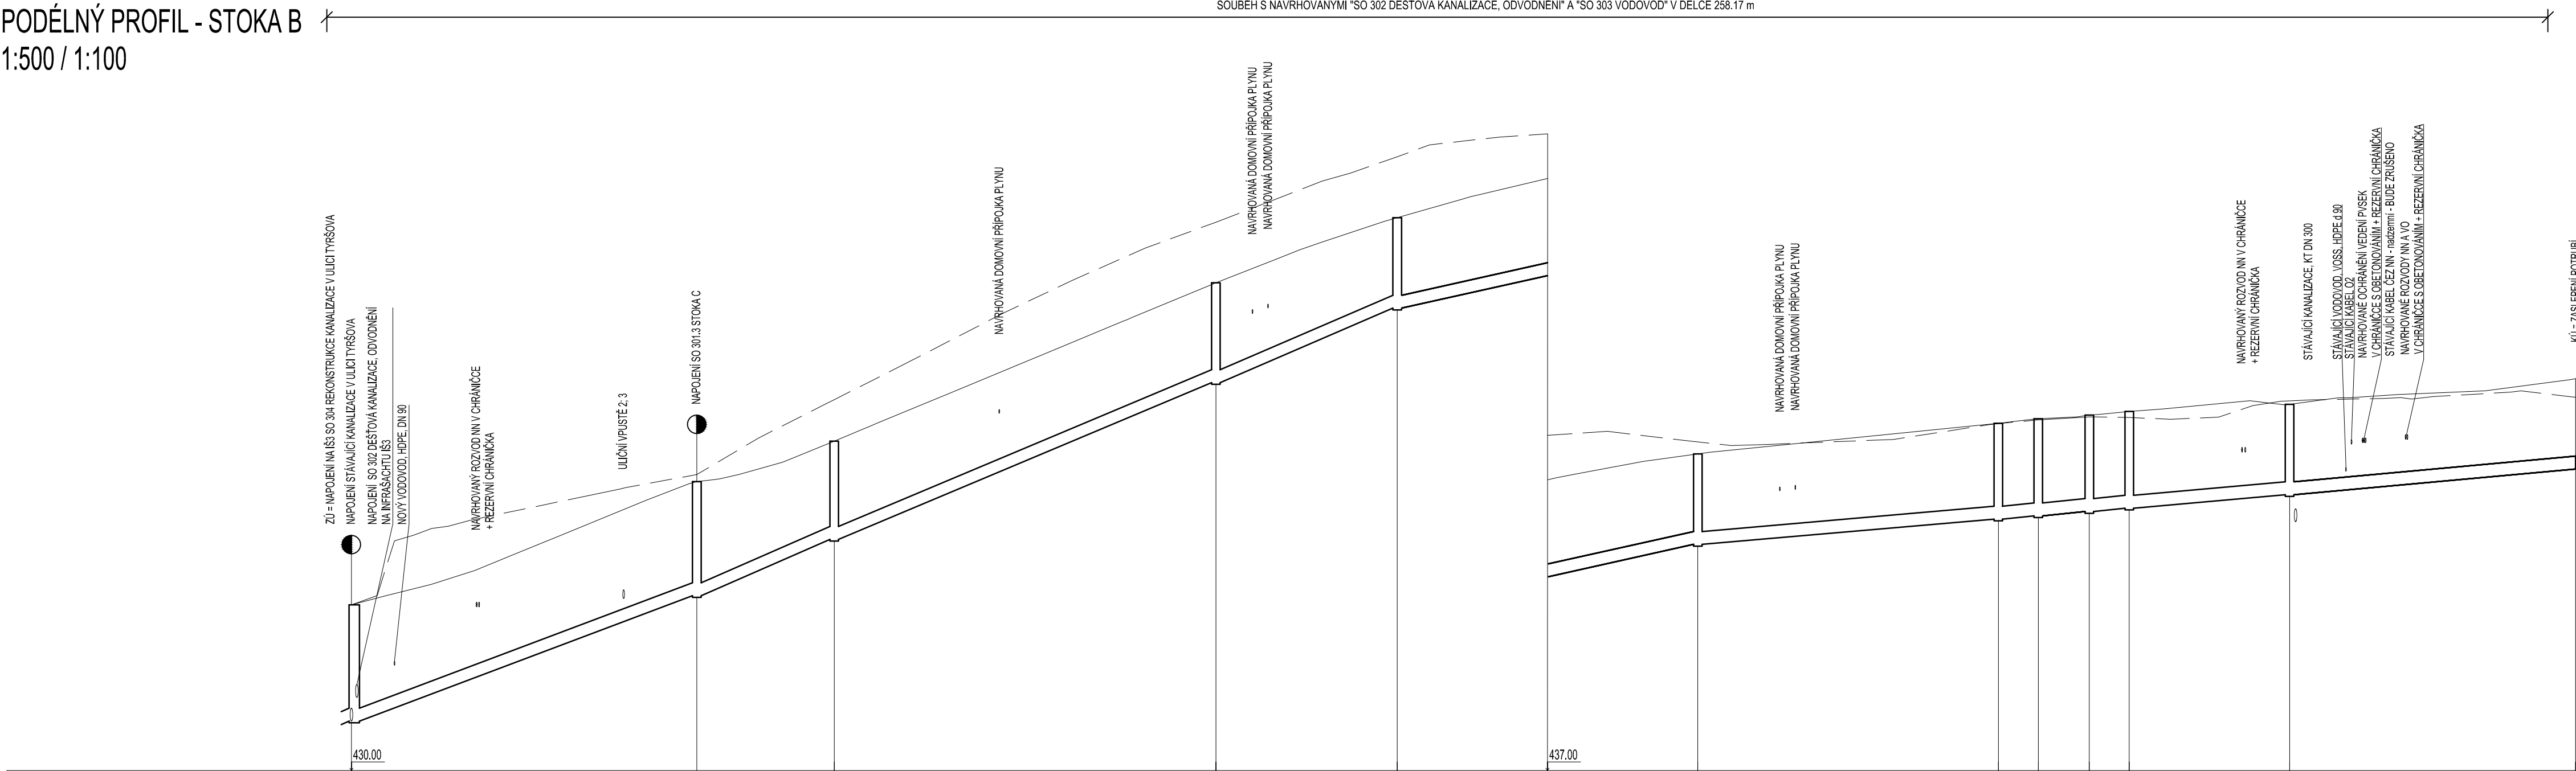 SOUBĚH S NAVRHOVANÝMI "SO 302 DEŠŤOVÁ KANALIZACE, ODVODNĚNÍ" A "SO 303 VODOVOD" V DÉLCE 258.17 m
PODÉLNÝ PROFIL - STOKA B
1:500 / 1:100
ZÚ = NAPOJENÍ NA IŠ3 SO 304 REKONSTRUKCE KANALIZACE V ULICI TYRŠOVA
NAPOJENÍ STÁVAJÍCÍ KANALIZACE V ULICI TYRŠOVA
NAPOJENÍ SO 302 DEŠŤOVÁ KANALIZACE, ODVODNĚNÍ
NA INFRAŠACHTU IŠ3
NOVÝ VODOVOD, HDPE, DN 90
NAVRHOVANÝ ROZVOD NN V CHRÁNIČCE
+ REZERVNÍ CHRÁNIČKA
ULIČNÍ VPUSTĚ 2; 3
NAPOJENÍ SO 301.3 STOKA C
NAVRHOVANÁ DOMOVNÍ PŘÍPOJKA PLYNU
NAVRHOVANÁ DOMOVNÍ PŘÍPOJKA PLYNU
NAVRHOVANÁ DOMOVNÍ PŘÍPOJKA PLYNU
NAVRHOVANÁ DOMOVNÍ PŘÍPOJKA PLYNU
NAVRHOVANÁ DOMOVNÍ PŘÍPOJKA PLYNU
NAVRHOVANÝ ROZVOD NN V CHRÁNIČCE
+ REZERVNÍ CHRÁNIČKA
STÁVAJÍCÍ KANALIZACE, KT DN 300
STÁVAJÍCÍ VODOVOD, VOSS, HDPE d 90
STÁVAJÍCÍ KABEL O2
NAVRHOVANÉ OCHRÁNĚNÍ VEDENÍ PVSEK
V CHRÁNIČCE S OBETONOVÁNÍM + REZERVNÍ CHRÁNIČKA
STÁVAJÍCÍ KABEL ČEZ NN - nadzemní - BUDE ZRUŠENO
NAVRHOVANÉ ROZVODY NN A VO
V CHRÁNIČCE S OBETONOVÁNÍM + REZERVNÍ CHRÁNIČKA
430.00
437.00